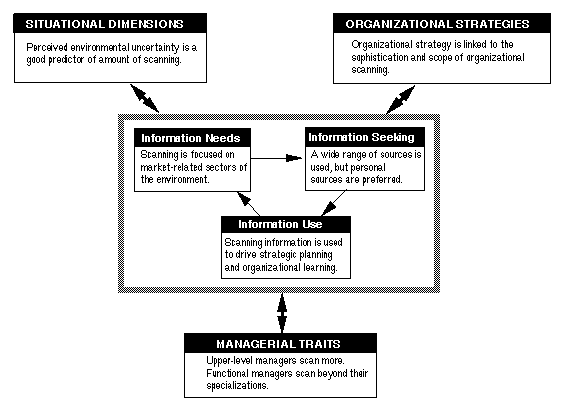 SITUATIONAL DIMENSIONS
Perceived environmental uncertainty is a
good predictor of amount of scanning.
ORGANIZATIONAL STRATEGIES
Organizational strategy is linked to the
sophistication and scope of organizational
scanning.
Information Needs
Scanning is focused on
market-related sectors of
the environment.
Information Seeking
A wide range of sources is
used, but personal
sources are preferred.
Information Use
Scanning information is used
to drive strategic planning
and organizational learning.
MANAGERIAL TRAITS
Upper-level managers scan more.
Functional managers scan beyond their
specializations.